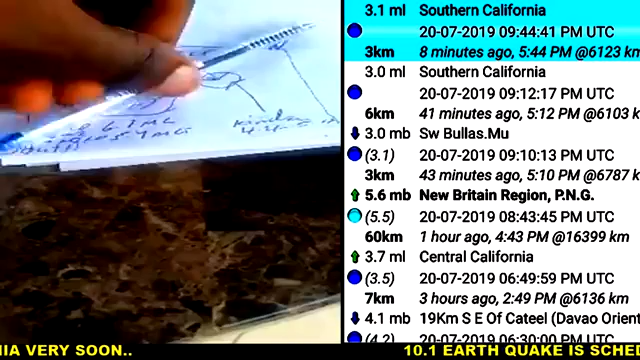 3.1 ml Southern California
20-07-2019 09:44:41 PM UTC
3km 8 minutes ago, 5:44 PM @6123 k
3.0 ml Southern California
20-07-2019 09:12:17 PM UTC
6km 41 minutes ago, 5:12 PM @6103 k
3.0 mb Sw Bullas.Mu
(3.1) 20-07-2019 09:10:13 PM UTC
3km 43 minutes ago, 5:10 PM @6787 k
5.6 mb New Britain Region, P.N.G.
(5.5) 20-07-2019 08:43:45 PM UTC
60km 1 hour ago, 4:43 PM @16399 km
3.7 ml Central California
(3.5) 20-07-2019 06:49:59 PM UTC
7km 3 hours ago, 2:49 PM @6136 km
4.1 mb 19Km S E Of Cateel (Davao Orient
(4.2) 20-07-2019 06:30:00 PM UTC
NIA VERY SOON.. 10.1 EARTH QUAKE IS SCHED